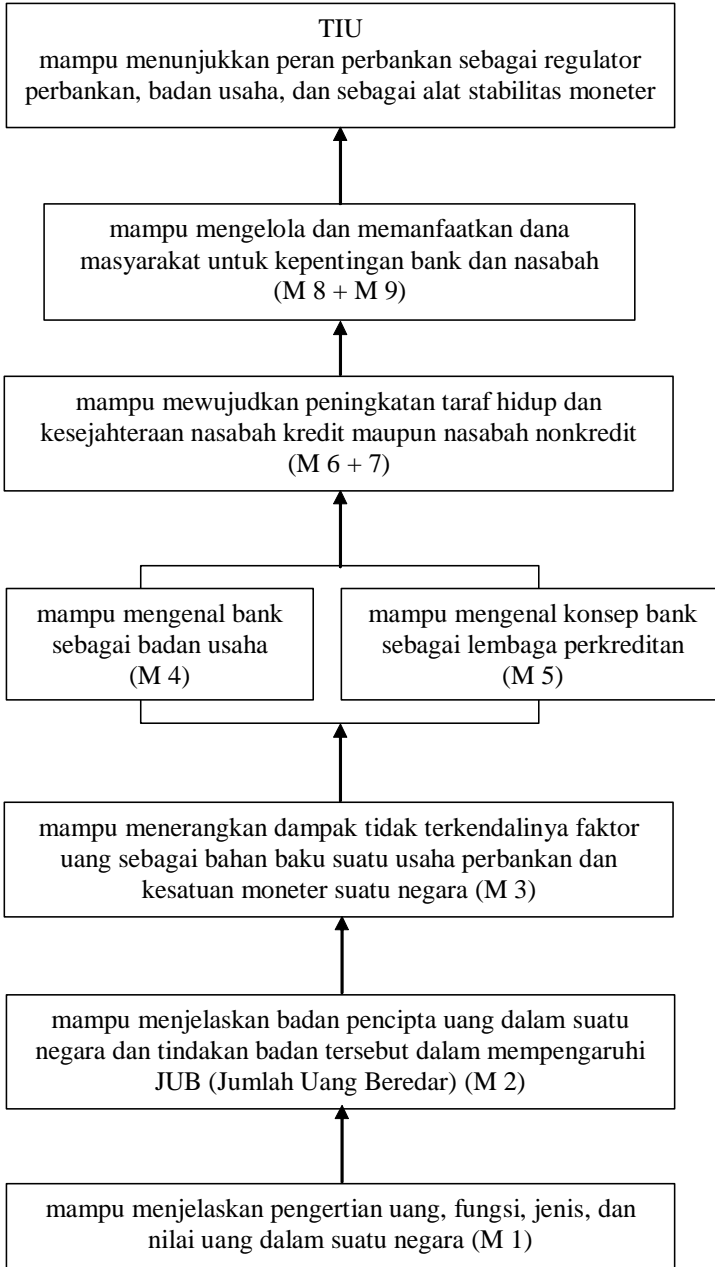 TIU
mampu menunjukkan peran perbankan sebagai regulator
perbankan, badan usaha, dan sebagai alat stabilitas moneter
mampu mengelola dan memanfaatkan dana
masyarakat untuk kepentingan bank dan nasabah
(M 8 + M 9)
mampu mewujudkan peningkatan taraf hidup dan
kesejahteraan nasabah kredit maupun nasabah nonkredit
(M 6 + 7)
mampu mengenal bank
sebagai badan usaha
(M 4)
mampu mengenal konsep bank
sebagai lembaga perkreditan
(M 5)
mampu menerangkan dampak tidak terkendalinya faktor
uang sebagai bahan baku suatu usaha perbankan dan
kesatuan moneter suatu negara (M 3)
mampu menjelaskan badan pencipta uang dalam suatu
negara dan tindakan badan tersebut dalam mempengaruhi
JUB (Jumlah Uang Beredar) (M 2)
mampu menjelaskan pengertian uang, fungsi, jenis, dan
nilai uang dalam suatu negara (M 1)